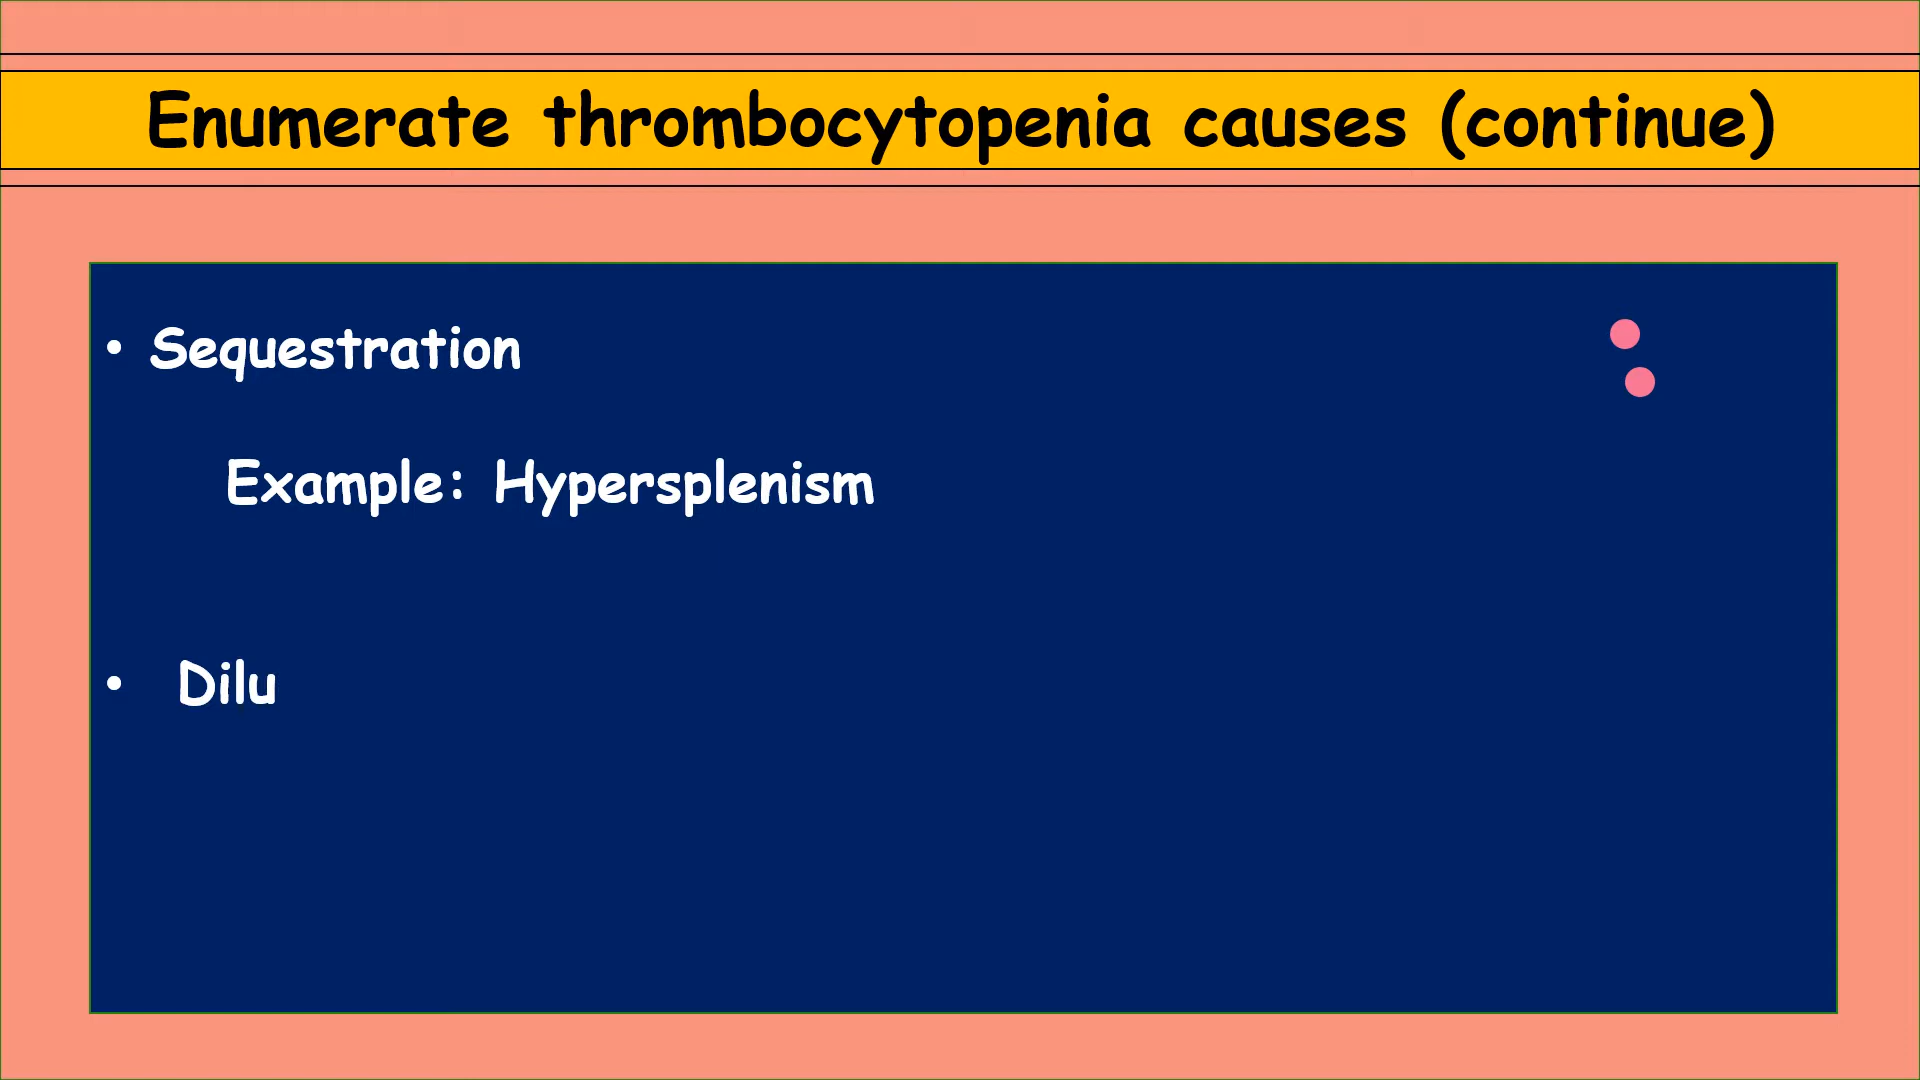 Enumerate thrombocytopenia causes (continue)
• Sequestration
Example: Hypersplenism
• Dilu